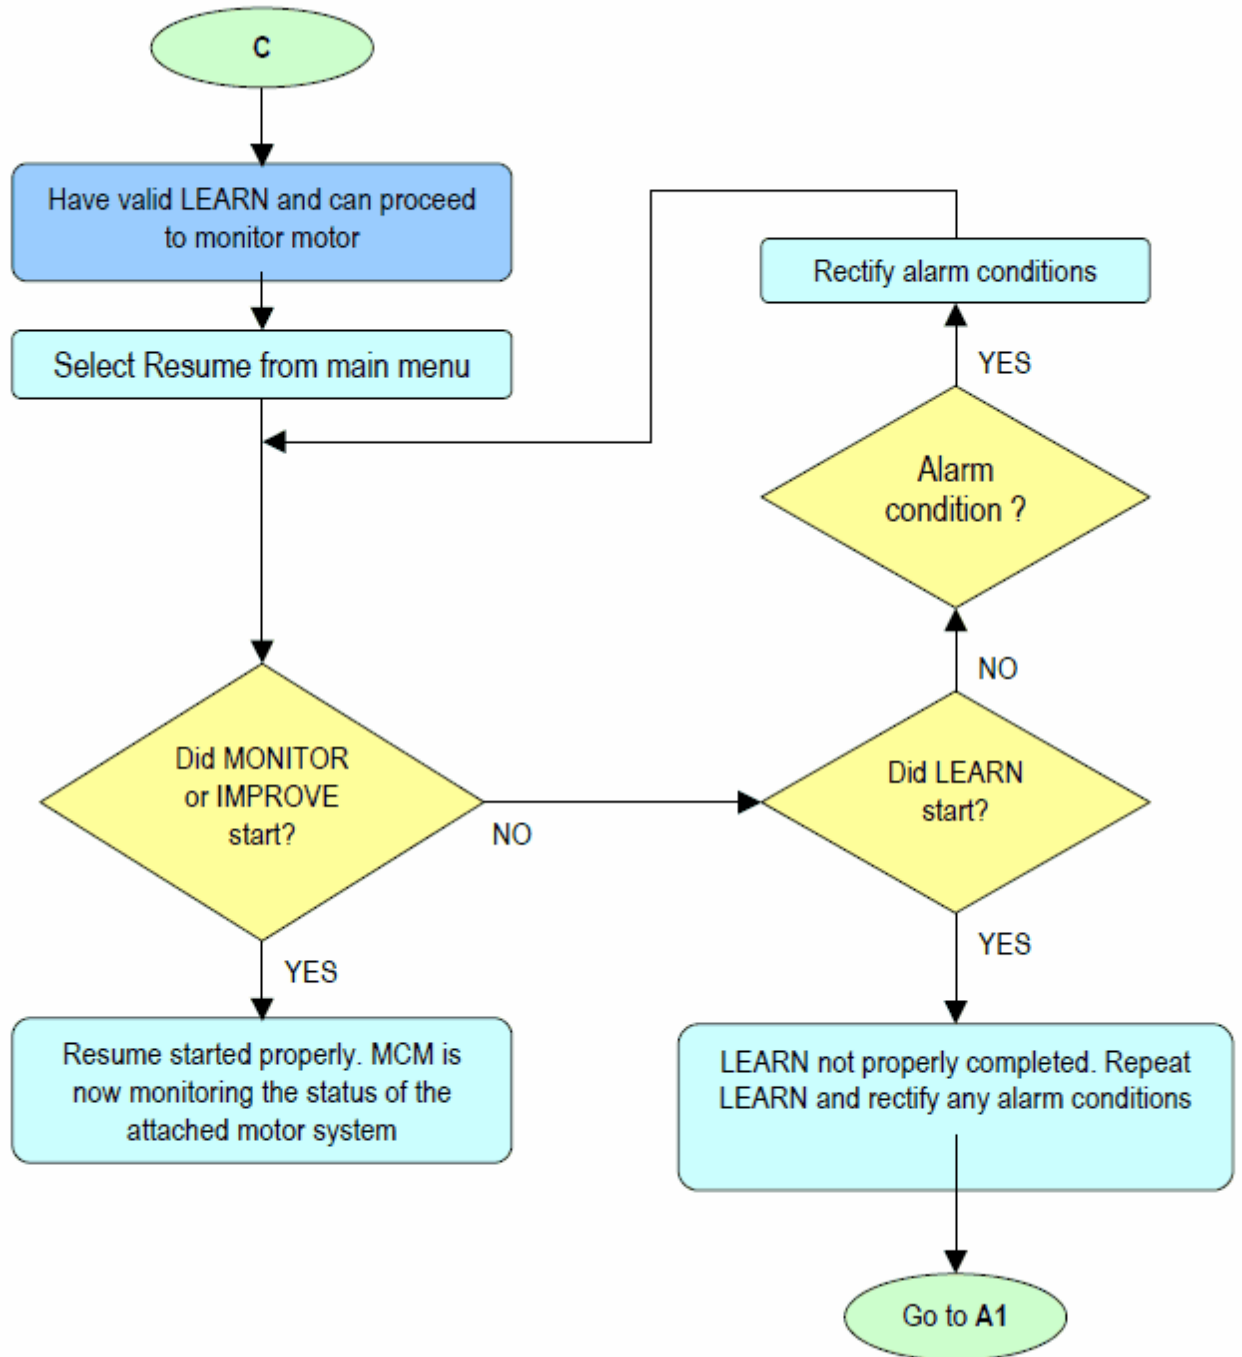 C
Have valid LEARN and can proceed
to monitor motor
Select Resume from main menu
Did MONITOR
or IMPROVE
start?
YES
Resume started properly. MCM is
now monitoring the status of the
attached motor system
NO
Did LEARN
start?
NO
Alarm
condition ?
YES
Rectify alarm conditions
YES
LEARN not properly completed. Repeat
LEARN and rectify any alarm conditions
Go to A1